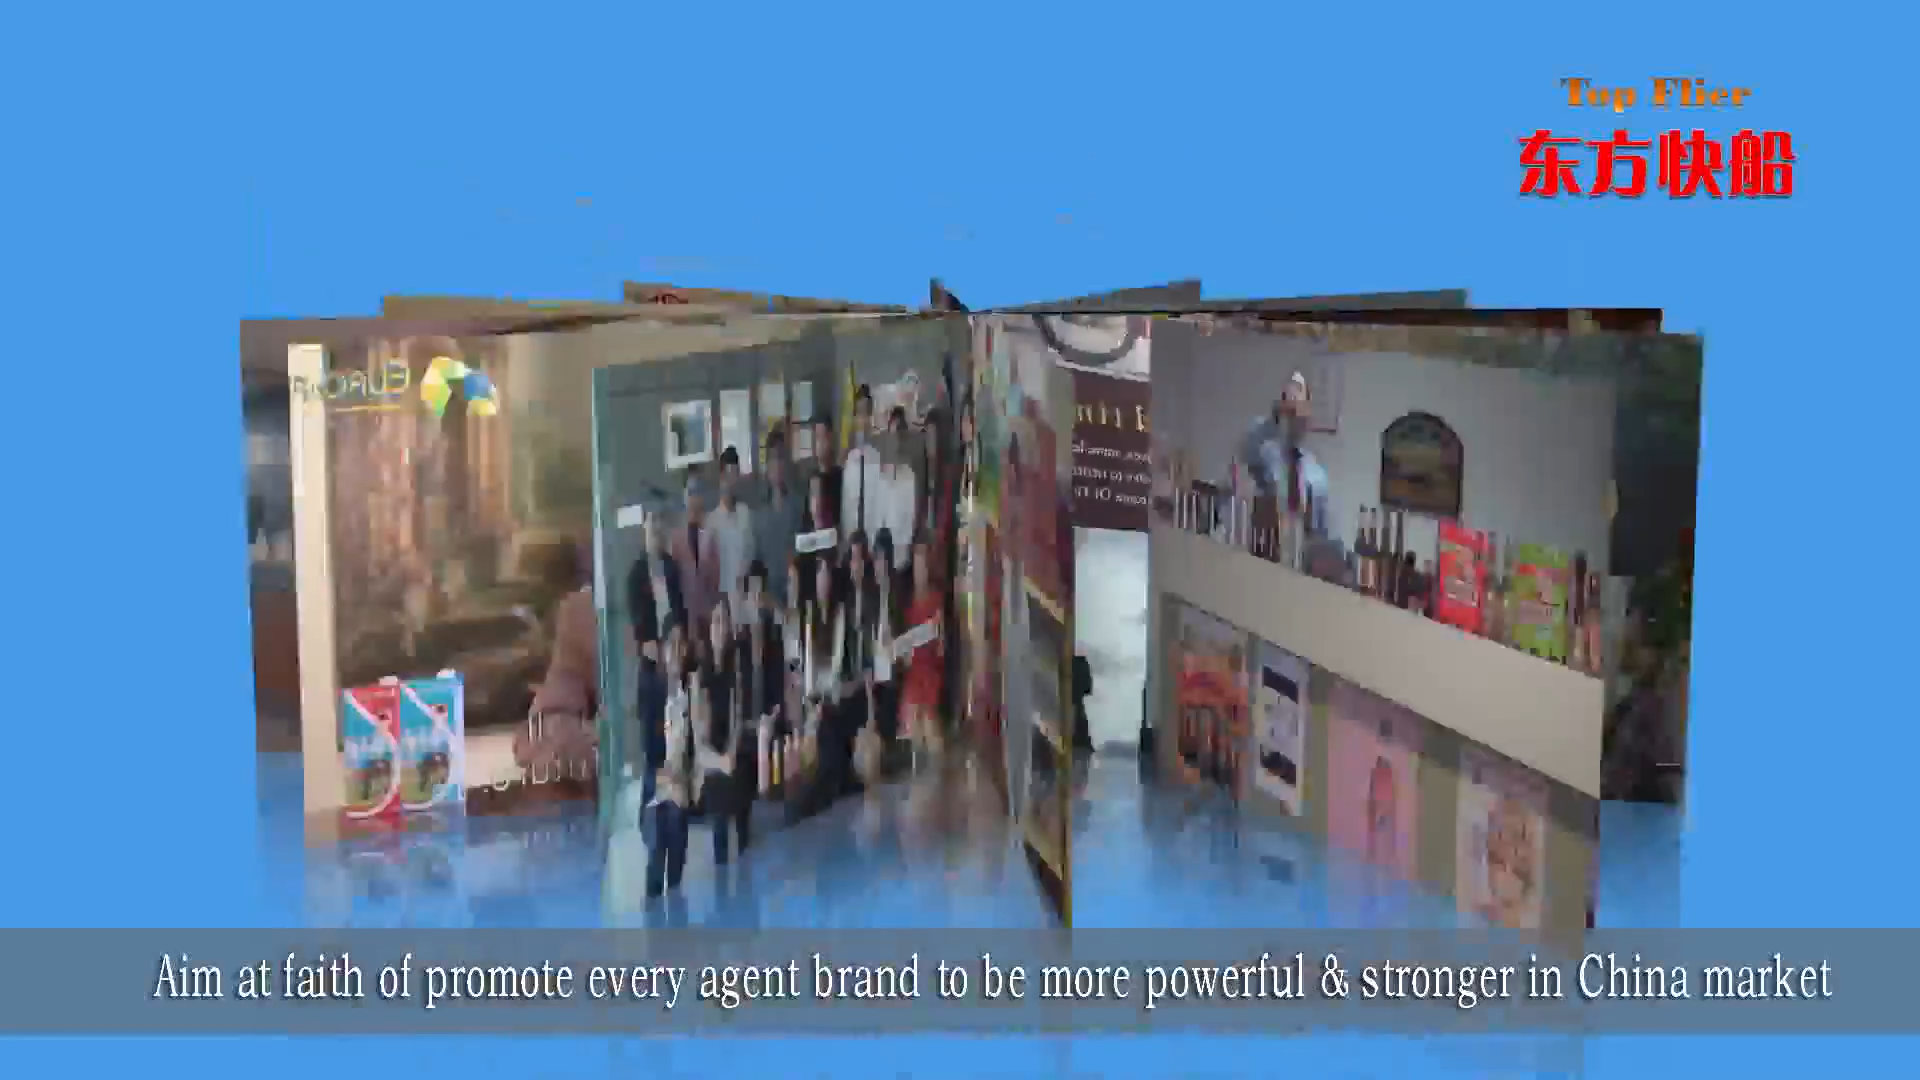 Top Flier
东方快船
Aim at faith of promote every agent brand to be more powerful & stronger in China market